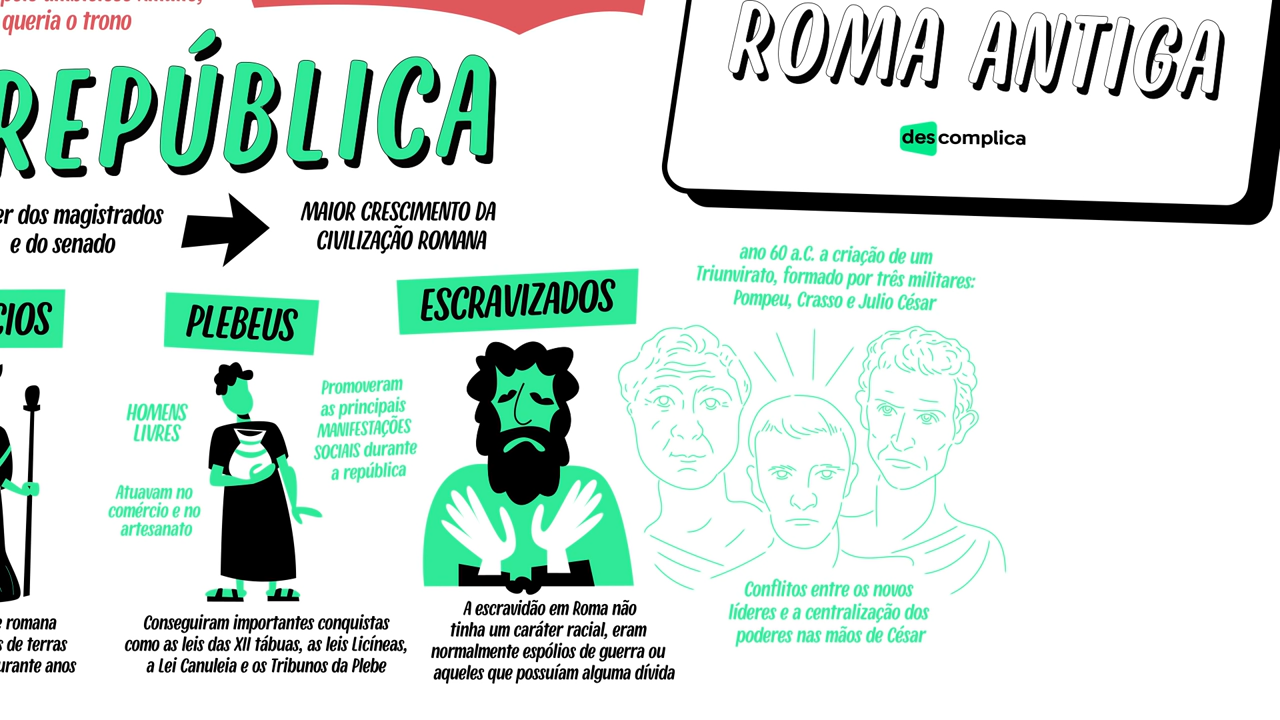 queria o trono
REPÚBLICA
ROMA ANTIGA
descomplica
dos magistrados
e do senado
MAIOR CRESCIMENTO DA
CIVILIZAÇÃO ROMANA
PLEBEUS
HOMENS
LIVRES
Atuavam no
comércio e no
artesanato
Promoveram
as principais
MANIFESTAÇÕES
SOCIAIS durante
a república
romana
de terras
durante anos
Conseguiram importantes conquistas
como as leis das XII tábuas, as leis Licíneas,
a Lei Canuleia e os Tribunos da Plebe
ESCRAVIZADOS
A escravidão em Roma não
tinha um caráter racial, eram
normalmente espólios de guerra ou
aqueles que possuíam alguma dívida
ano 60 a.C. a criação de um
Triunvirato, formado por três militares:
Pompeu, Crasso e Julio César
Conflitos entre os novos
líderes e a centralização dos
poderes nas mãos de César